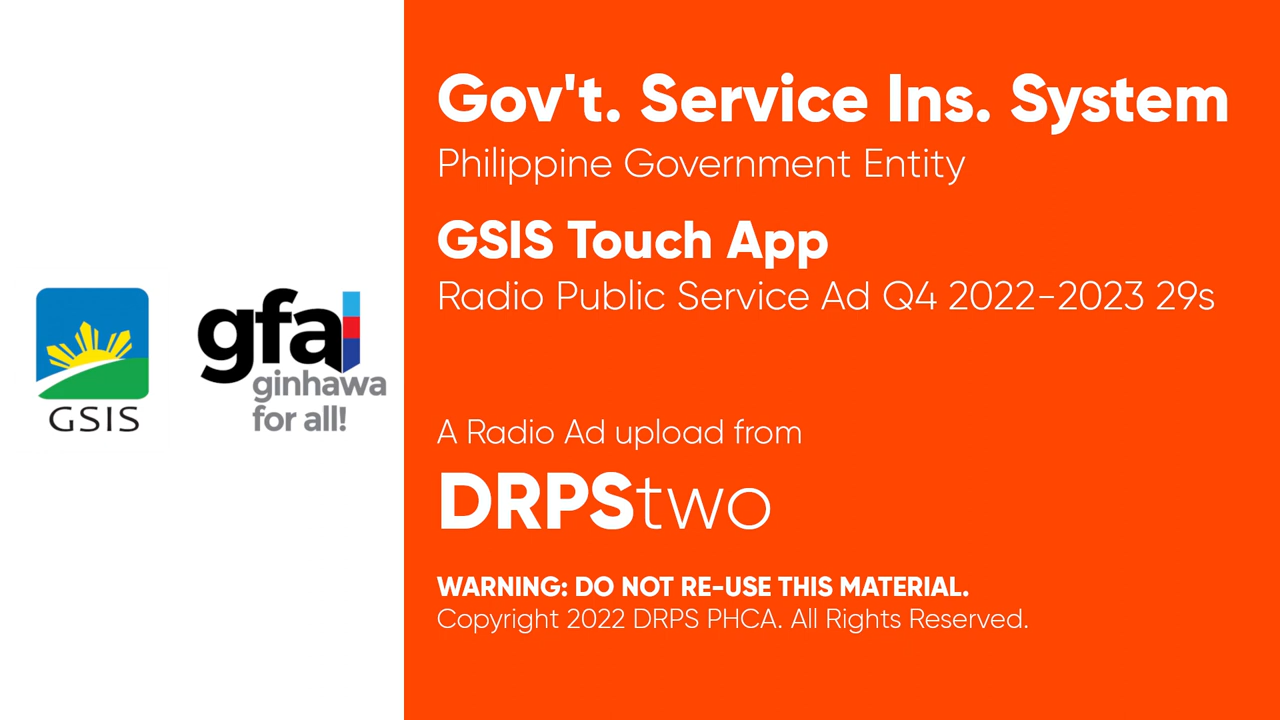 GSIS
gfal
ginhawa
for all!
Gov't. Service Ins. System
Philippine Government Entity
GSIS Touch App
Radio Public Service Ad Q4 2022-2023 29s
A Radio Ad upload from
DRPStwo
WARNING: DO NOT RE-USE THIS MATERIAL.
Copyright 2022 DRPS PHCA. All Rights Reserved.